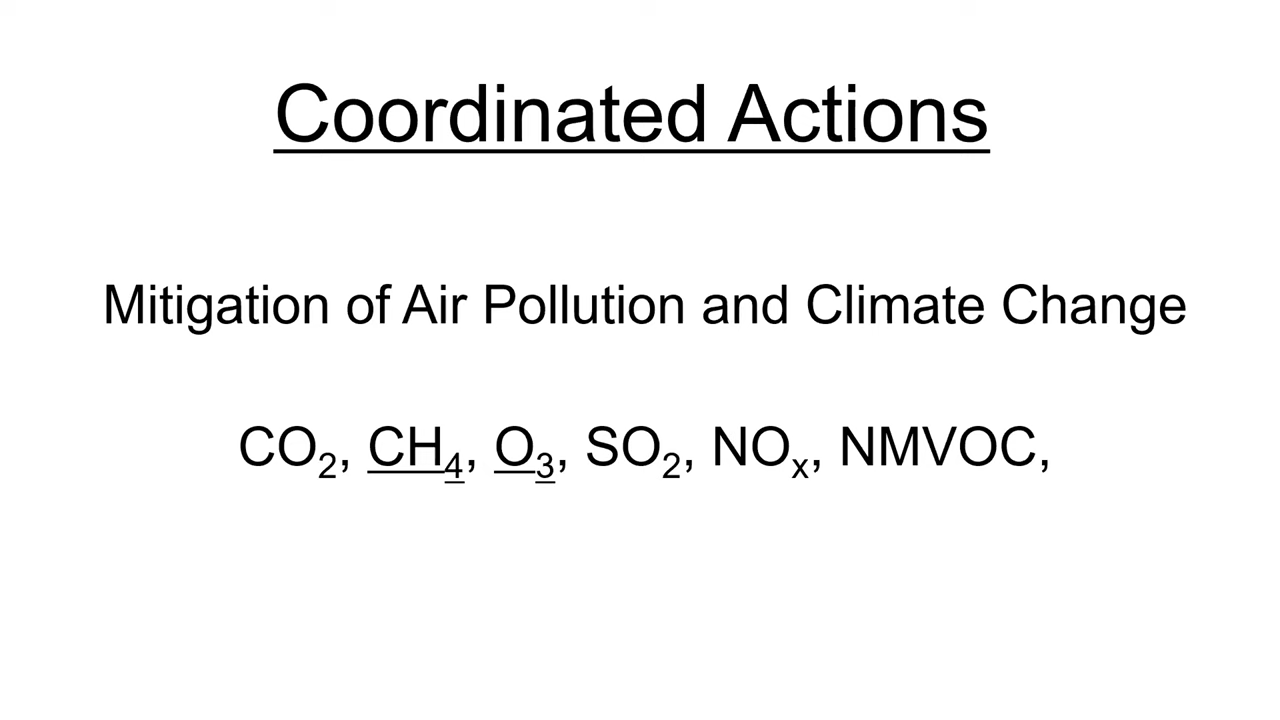 Coordinated Actions
Mitigation of Air Pollution and Climate Change
CO₂, CH₄, O₃, SO₂, NOₓ, NMVOC,